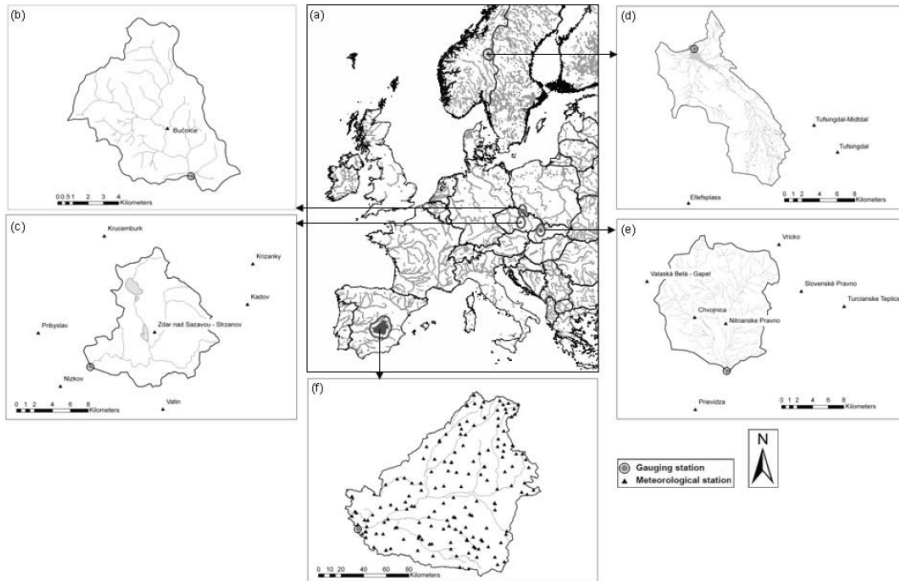 (b)
Bučnice
0 0.5 1 2 3 4
Kilometers
(a)
(d)
Tufsingdal-Midtdal
Tufsingdal
Ellefsplass
0 1 2 4 6 8
Kilometers
(c)
Krucemburk
Krizanky
Kadov
Pribyslav
Zdar nad Sazavou - Strzanov
Nizkov
Vatin
0 1 2 4 6 8
Kilometers
(e)
Vricko
Valaská Belá - Gapel
Slovenské Pravno
Turcianske Teplice
Chvojnica
Nitrianske Pravno
Prievidza
0 1 2 4 6 8
Kilometers
(f)
0 10 20 40 60 80
Kilometers
N
Gauging station
Meteorological station